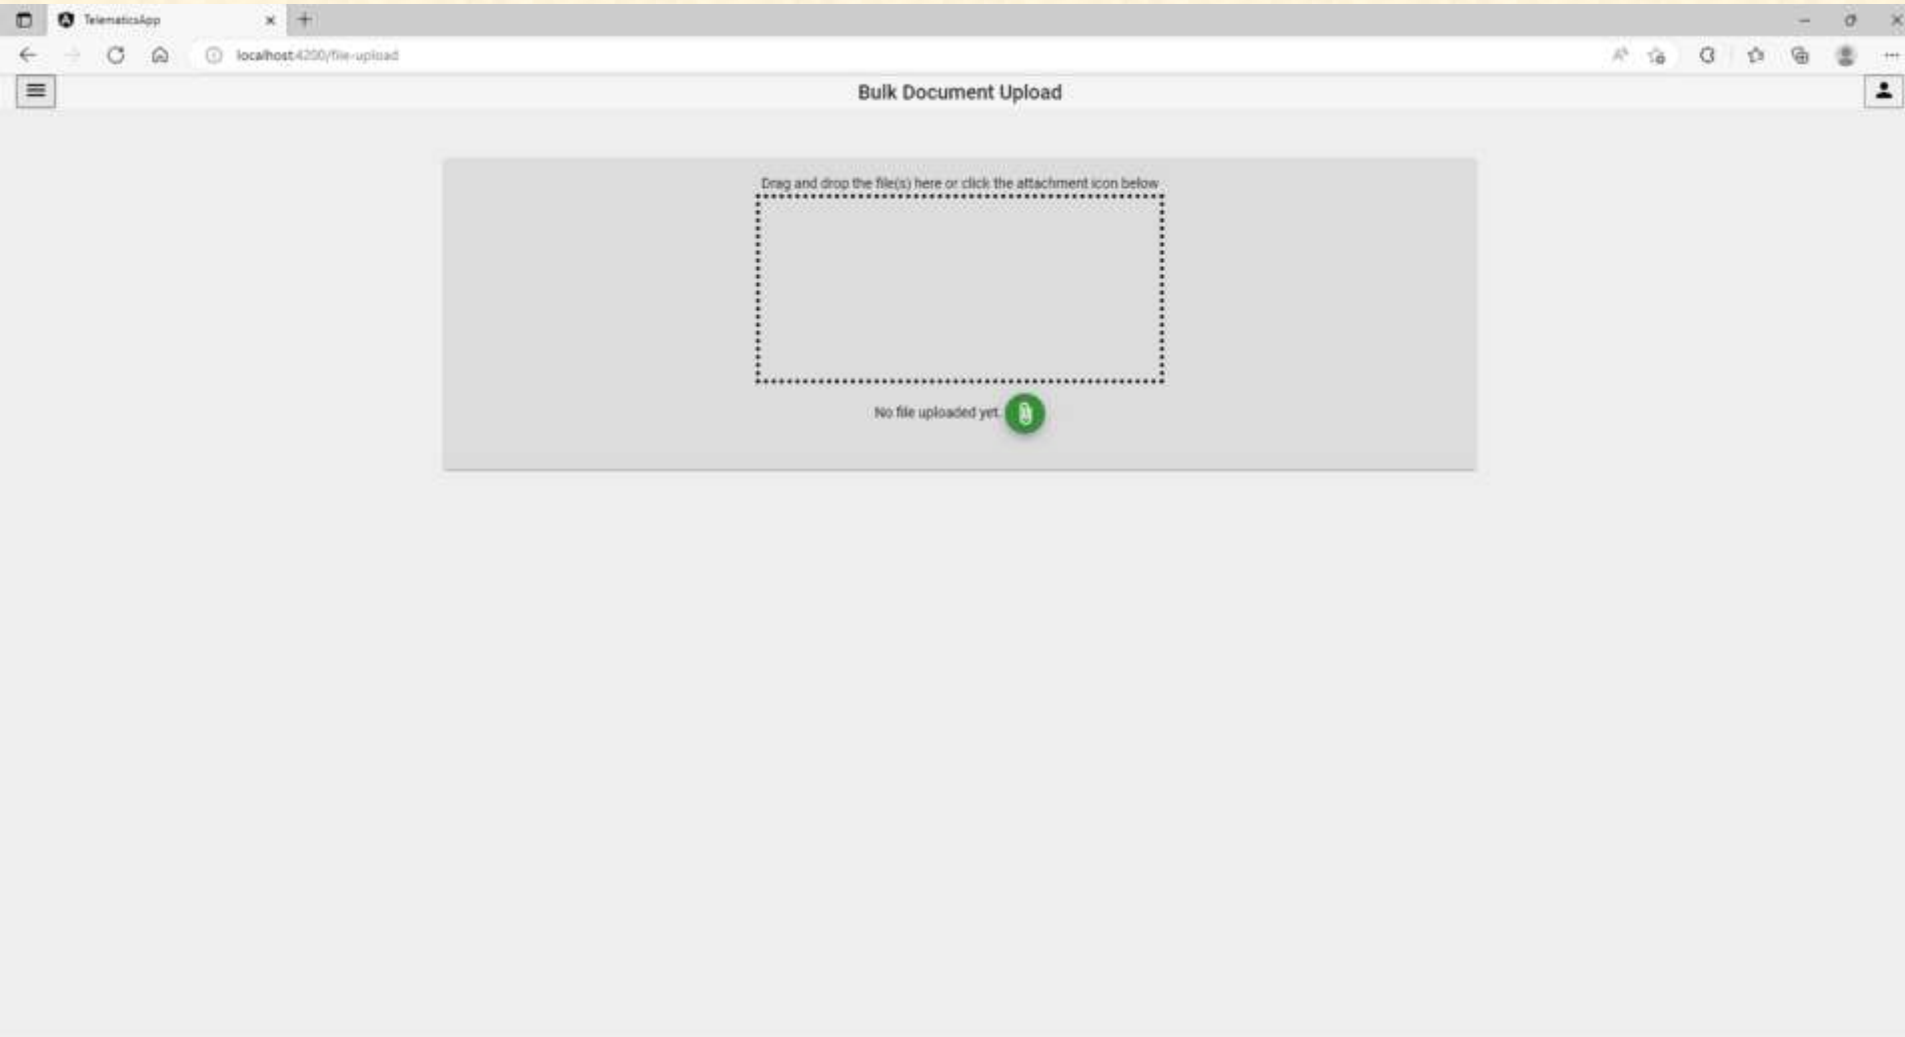 TelematicsApp
localhost:4200/file-upload
Bulk Document Upload
Drag and drop the file(s) here or click the attachment icon below
No file uploaded yet.